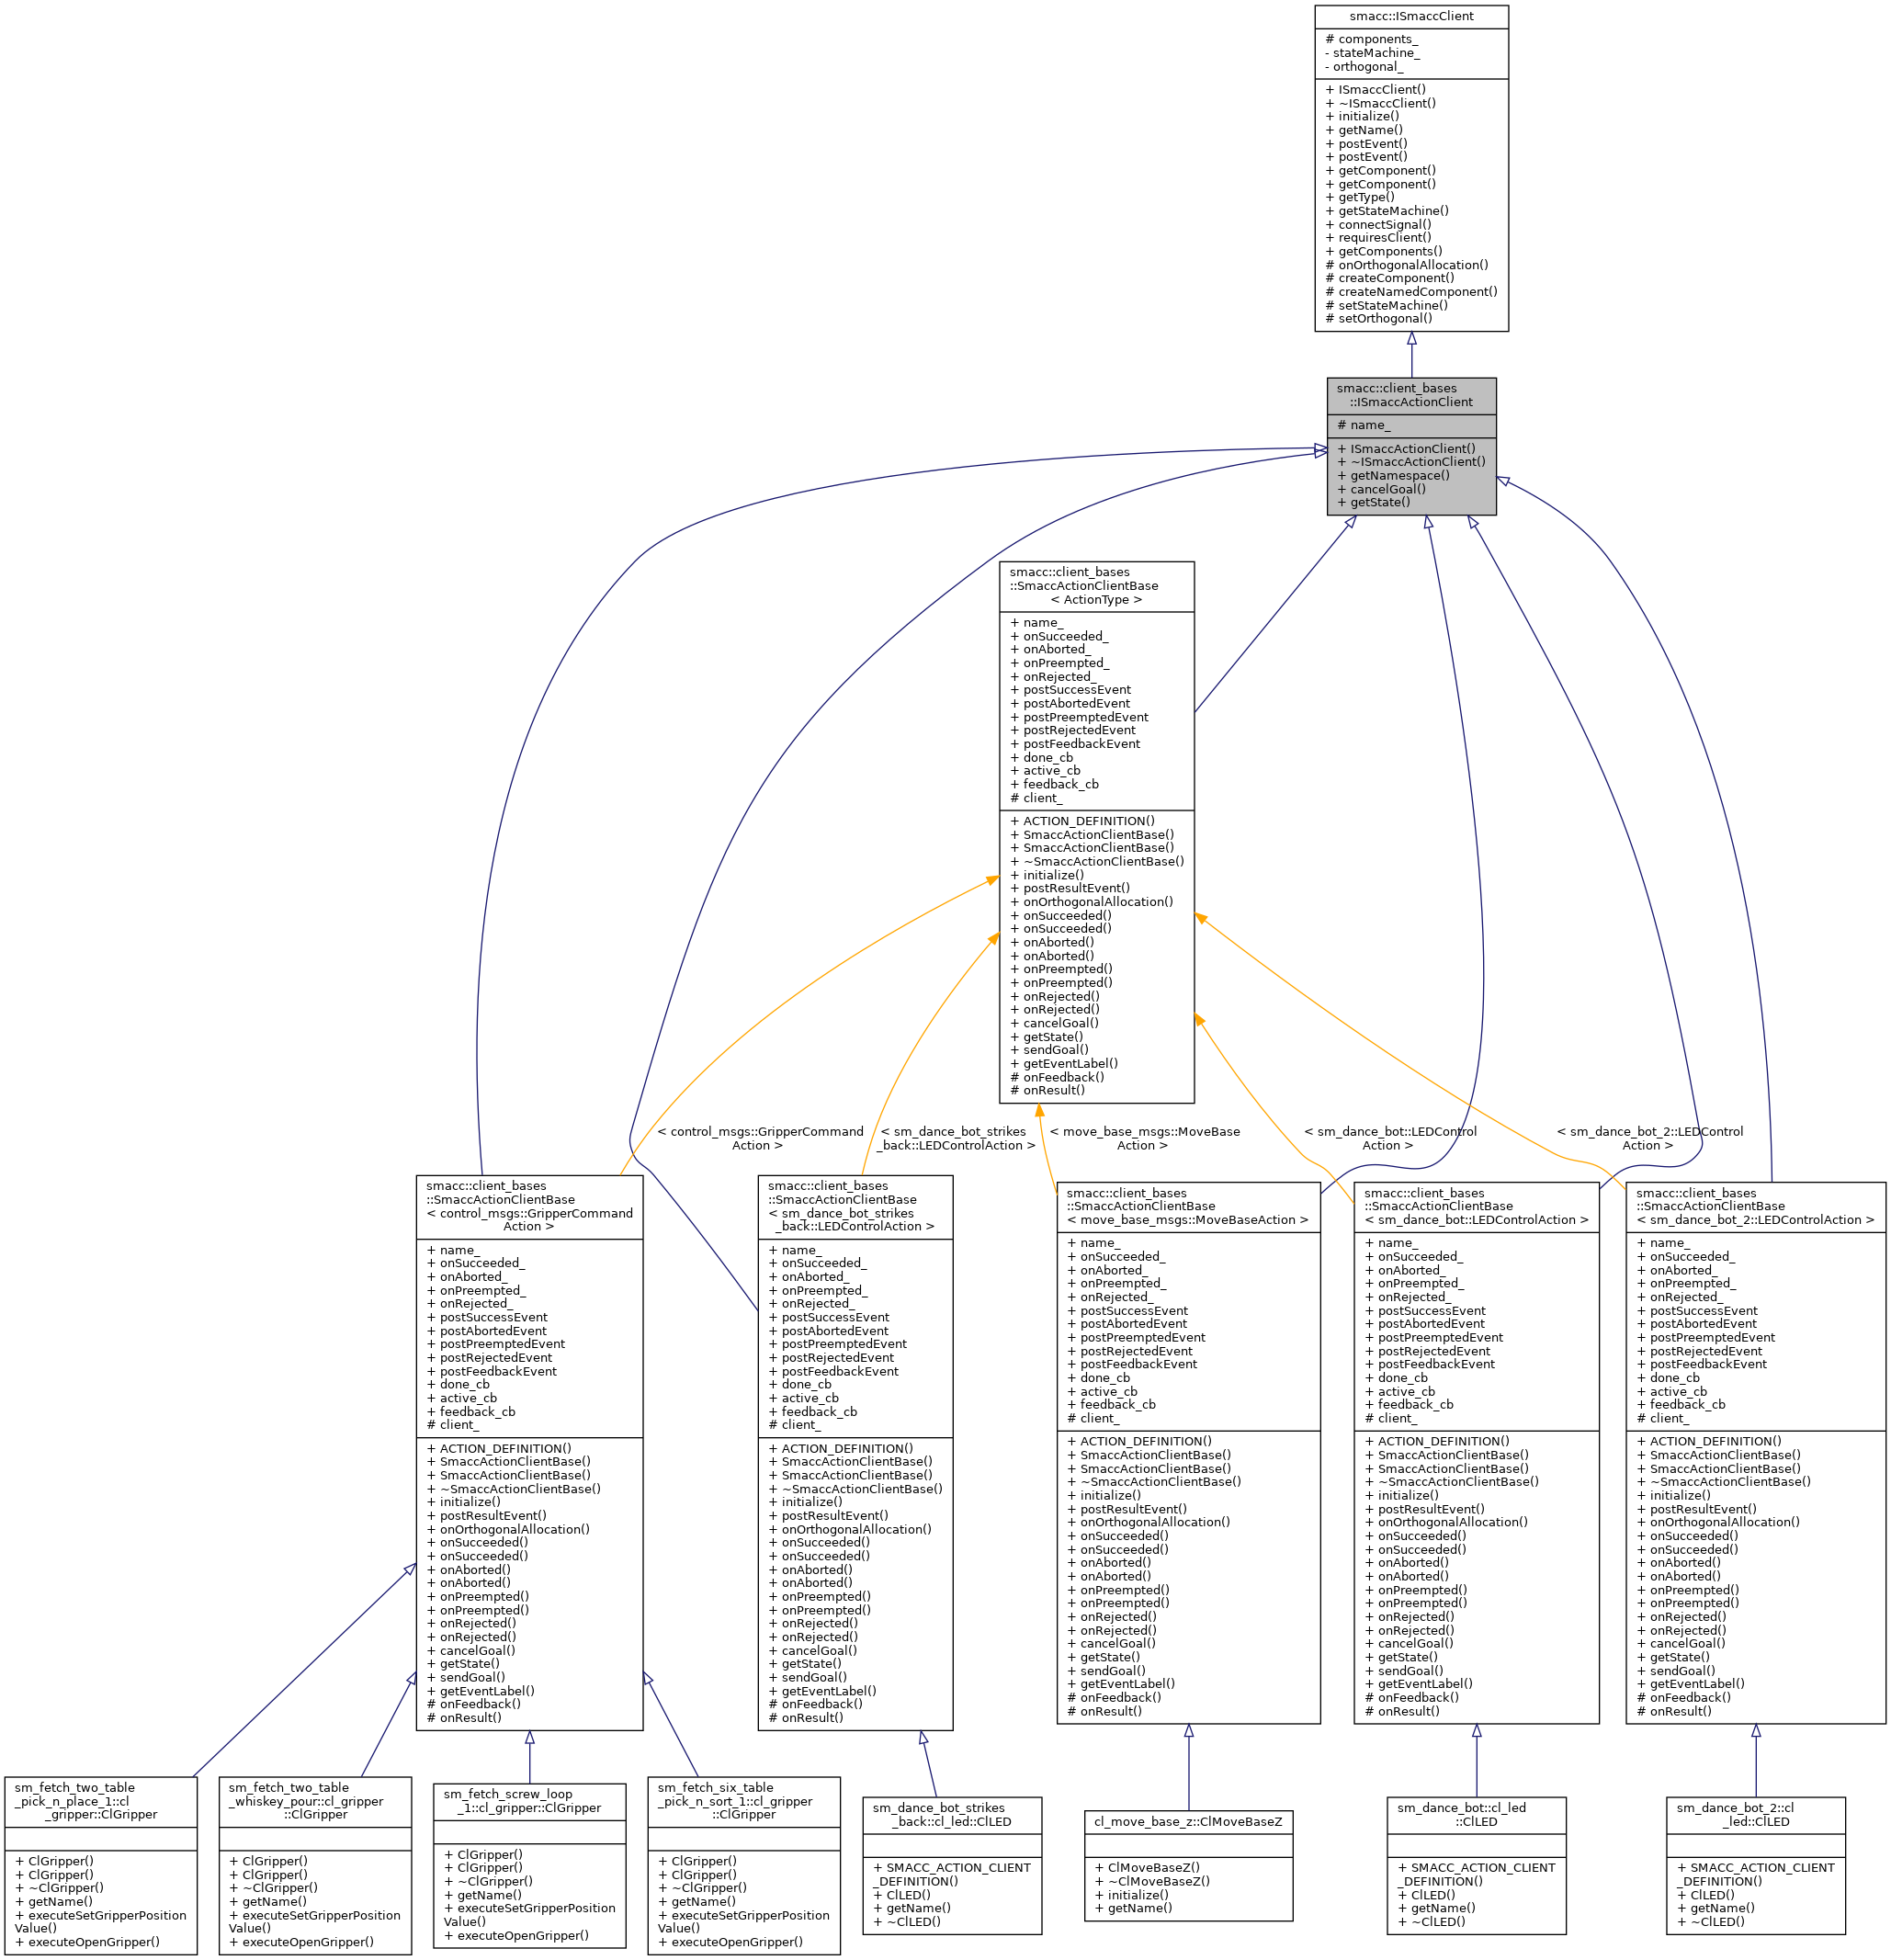 smacc::ISmaccClient
# components_
- stateMachine_
- orthogonal_
+ ISmaccClient()
+ ~ISmaccClient()
+ initialize()
+ getName()
+ postEvent()
+ postEvent()
+ getComponent()
+ getComponent()
+ getType()
+ getStateMachine()
+ connectSignal()
+ requiresClient()
+ getComponents()
# onOrthogonalAllocation()
# createComponent()
# createNamedComponent()
# setStateMachine()
# setOrthogonal()
smacc::client_bases
::ISmaccActionClient
# name_
+ ISmaccActionClient()
+ ~ISmaccActionClient()
+ getNamespace()
+ cancelGoal()
+ getState()
smacc::client_bases
::SmaccActionClientBase
< ActionType >
+ name_
+ onSucceeded_
+ onAborted_
+ onPreempted_
+ onRejected_
+ postSuccessEvent
+ postAbortedEvent
+ postPreemptedEvent
+ postRejectedEvent
+ postFeedbackEvent
+ done_cb
+ active_cb
+ feedback_cb
# client_
+ ACTION_DEFINITION()
+ SmaccActionClientBase()
+ SmaccActionClientBase()
+ ~SmaccActionClientBase()
+ initialize()
+ postResultEvent()
+ onOrthogonalAllocation()
+ onSucceeded()
+ onSucceeded()
+ onAborted()
+ onAborted()
+ onPreempted()
+ onPreempted()
+ onRejected()
+ onRejected()
+ cancelGoal()
+ getState()
+ sendGoal()
+ getEventLabel()
# onFeedback()
# onResult()
< control_msgs::GripperCommand
Action >
< sm_dance_bot_strikes
_back::LEDControlAction >
< move_base_msgs::MoveBase
Action >
< sm_dance_bot::LEDControl
Action >
< sm_dance_bot_2::LEDControl
Action >
smacc::client_bases
::SmaccActionClientBase
< control_msgs::GripperCommand
Action >
+ name_
+ onSucceeded_
+ onAborted_
+ onPreempted_
+ onRejected_
+ postSuccessEvent
+ postAbortedEvent
+ postPreemptedEvent
+ postRejectedEvent
+ postFeedbackEvent
+ done_cb
+ active_cb
+ feedback_cb
# client_
+ ACTION_DEFINITION()
+ SmaccActionClientBase()
+ SmaccActionClientBase()
+ ~SmaccActionClientBase()
+ initialize()
+ postResultEvent()
+ onOrthogonalAllocation()
+ onSucceeded()
+ onSucceeded()
+ onAborted()
+ onAborted()
+ onPreempted()
+ onPreempted()
+ onRejected()
+ onRejected()
+ cancelGoal()
+ getState()
+ sendGoal()
+ getEventLabel()
# onFeedback()
# onResult()
smacc::client_bases
::SmaccActionClientBase
< sm_dance_bot_strikes
_back::LEDControlAction >
+ name_
+ onSucceeded_
+ onAborted_
+ onPreempted_
+ onRejected_
+ postSuccessEvent
+ postAbortedEvent
+ postPreemptedEvent
+ postRejectedEvent
+ postFeedbackEvent
+ done_cb
+ active_cb
+ feedback_cb
# client_
+ ACTION_DEFINITION()
+ SmaccActionClientBase()
+ SmaccActionClientBase()
+ ~SmaccActionClientBase()
+ initialize()
+ postResultEvent()
+ onOrthogonalAllocation()
+ onSucceeded()
+ onSucceeded()
+ onAborted()
+ onAborted()
+ onPreempted()
+ onPreempted()
+ onRejected()
+ onRejected()
+ cancelGoal()
+ getState()
+ sendGoal()
+ getEventLabel()
# onFeedback()
# onResult()
smacc::client_bases
::SmaccActionClientBase
< move_base_msgs::MoveBaseAction >
+ name_
+ onSucceeded_
+ onAborted_
+ onPreempted_
+ onRejected_
+ postSuccessEvent
+ postAbortedEvent
+ postPreemptedEvent
+ postRejectedEvent
+ postFeedbackEvent
+ done_cb
+ active_cb
+ feedback_cb
# client_
+ ACTION_DEFINITION()
+ SmaccActionClientBase()
+ SmaccActionClientBase()
+ ~SmaccActionClientBase()
+ initialize()
+ postResultEvent()
+ onOrthogonalAllocation()
+ onSucceeded()
+ onSucceeded()
+ onAborted()
+ onAborted()
+ onPreempted()
+ onPreempted()
+ onRejected()
+ onRejected()
+ cancelGoal()
+ getState()
+ sendGoal()
+ getEventLabel()
# onFeedback()
# onResult()
smacc::client_bases
::SmaccActionClientBase
< sm_dance_bot::LEDControlAction >
+ name_
+ onSucceeded_
+ onAborted_
+ onPreempted_
+ onRejected_
+ postSuccessEvent
+ postAbortedEvent
+ postPreemptedEvent
+ postRejectedEvent
+ postFeedbackEvent
+ done_cb
+ active_cb
+ feedback_cb
# client_
+ ACTION_DEFINITION()
+ SmaccActionClientBase()
+ SmaccActionClientBase()
+ ~SmaccActionClientBase()
+ initialize()
+ postResultEvent()
+ onOrthogonalAllocation()
+ onSucceeded()
+ onSucceeded()
+ onAborted()
+ onAborted()
+ onPreempted()
+ onPreempted()
+ onRejected()
+ onRejected()
+ cancelGoal()
+ getState()
+ sendGoal()
+ getEventLabel()
# onFeedback()
# onResult()
smacc::client_bases
::SmaccActionClientBase
< sm_dance_bot_2::LEDControlAction >
+ name_
+ onSucceeded_
+ onAborted_
+ onPreempted_
+ onRejected_
+ postSuccessEvent
+ postAbortedEvent
+ postPreemptedEvent
+ postRejectedEvent
+ postFeedbackEvent
+ done_cb
+ active_cb
+ feedback_cb
# client_
+ ACTION_DEFINITION()
+ SmaccActionClientBase()
+ SmaccActionClientBase()
+ ~SmaccActionClientBase()
+ initialize()
+ postResultEvent()
+ onOrthogonalAllocation()
+ onSucceeded()
+ onSucceeded()
+ onAborted()
+ onAborted()
+ onPreempted()
+ onPreempted()
+ onRejected()
+ onRejected()
+ cancelGoal()
+ getState()
+ sendGoal()
+ getEventLabel()
# onFeedback()
# onResult()
sm_fetch_two_table
_pick_n_place_1::cl
_gripper::ClGripper
+ ClGripper()
+ ClGripper()
+ ~ClGripper()
+ getName()
+ executeSetGripperPosition
Value()
+ executeOpenGripper()
sm_fetch_two_table
_whiskey_pour::cl_gripper
::ClGripper
+ ClGripper()
+ ClGripper()
+ ~ClGripper()
+ getName()
+ executeSetGripperPosition
Value()
+ executeOpenGripper()
sm_fetch_screw_loop
_1::cl_gripper::ClGripper
+ ClGripper()
+ ClGripper()
+ ~ClGripper()
+ getName()
+ executeSetGripperPosition
Value()
+ executeOpenGripper()
sm_fetch_six_table
_pick_n_sort_1::cl_gripper
::ClGripper
+ ClGripper()
+ ClGripper()
+ ~ClGripper()
+ getName()
+ executeSetGripperPosition
Value()
+ executeOpenGripper()
sm_dance_bot_strikes
_back::cl_led::ClLED
+ SMACC_ACTION_CLIENT
_DEFINITION()
+ ClLED()
+ getName()
+ ~ClLED()
cl_move_base_z::ClMoveBaseZ
+ ClMoveBaseZ()
+ ~ClMoveBaseZ()
+ initialize()
+ getName()
sm_dance_bot::cl_led
::ClLED
+ SMACC_ACTION_CLIENT
_DEFINITION()
+ ClLED()
+ getName()
+ ~ClLED()
sm_dance_bot_2::cl
_led::ClLED
+ SMACC_ACTION_CLIENT
_DEFINITION()
+ ClLED()
+ getName()
+ ~ClLED()